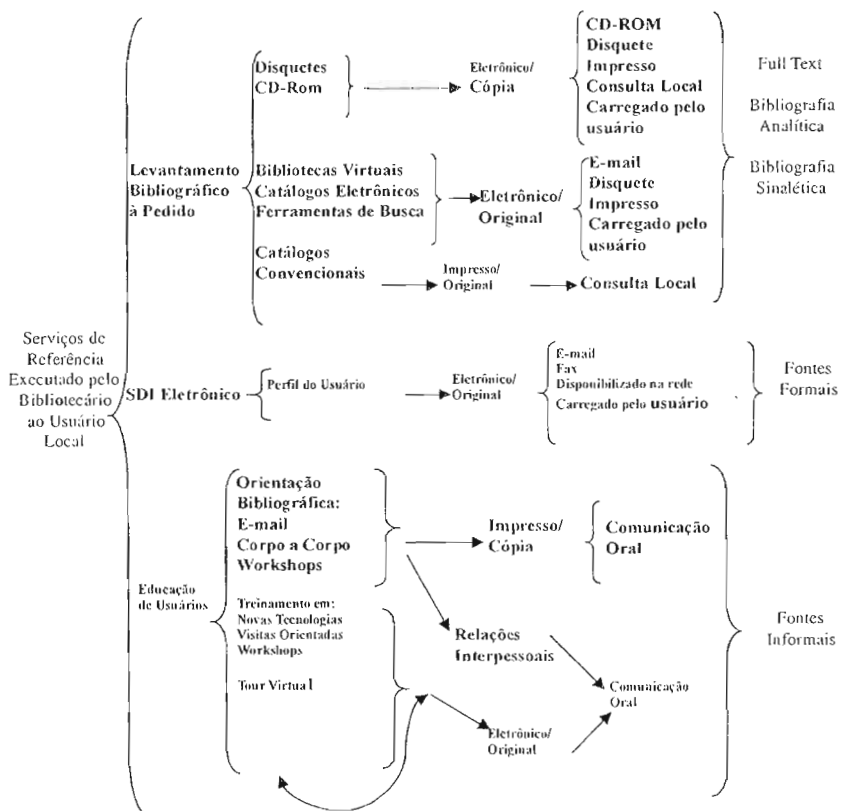 Serviços de
Referência
Executado pelo
Bibliotecário
ao Usuário
Local
Levantamento
Bibliográfico
à Pedido
Disquetes
CD-Rom
Eletrônico/
Cópia
CD-ROM
Disquete
Impresso
Consulta Local
Carregado pelo
usuário
Bibliotecas Virtuais
Catálogos Eletrônicos
Ferramentas de Busca
Eletrônico/
Original
E-mail
Disquete
Impresso
Carregado pelo
usuário
Catálogos
Convencionais
Impresso/
Original
Consulta Local
Full Text
Bibliografia
Analítica
Bibliografia
Sinalética
SDI Eletrônico
Perfil do Usuário
Eletrônico/
Original
E-mail
Fax
Disponibilizado na rede
Carregado pelo usuário
Fontes
Formais
Educação
de Usuários
Orientação
Bibliográfica:
E-mail
Corpo a Corpo
Workshops
Impresso/
Cópia
Comunicação
Oral
Treinamento em:
Novas Tecnologias
Visitas Orientadas
Workshops
Tour Virtual
Relações
Interpessoais
Eletrônico/
Original
Comunicação
Oral
Fontes
Informais